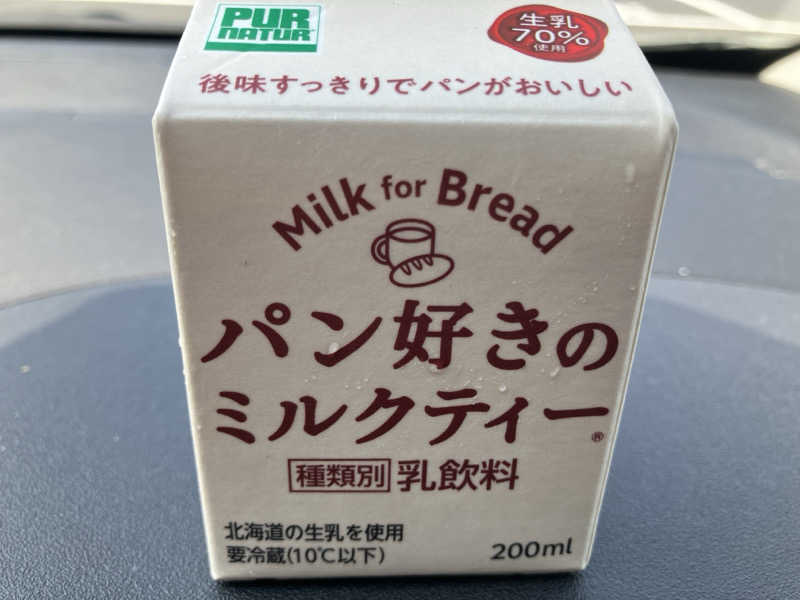 PUR
NATUR
生乳
70%
使用
後味すっきりでパンがおいしい
Milk for Bread
パン好きの
ミルクティー®
種類別 乳飲料
北海道の生乳を使用
要冷蔵(10℃以下)
200ml